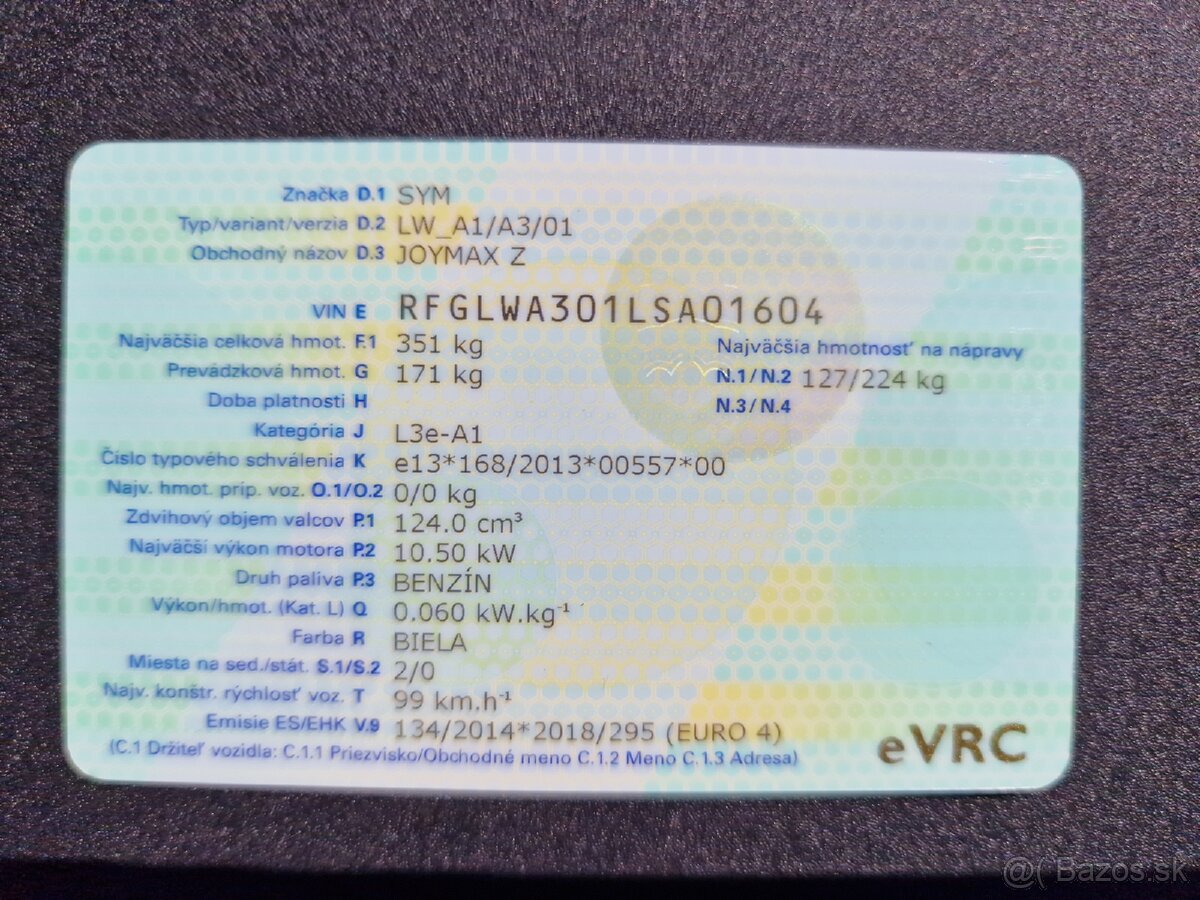 Značka D.1 SYM
Typ/variant/verzia D.2 LW_A1/A3/01
Obchodný názov D.3 JOYMAX Z
VIN E RFGLWA301LSA01604
Najväčšia celková hmot. F.1 351 kg
Najväčšia hmotnosť na nápravy
Prevádzková hmot. G 171 kg
N.1/N.2 127/224 kg
Doba platnosti H
N.3/N.4
Kategória J L3e-A1
Číslo typového schválenia K e13*168/2013*00557*00
Najv. hmot. príp. voz. O.1/O.2 0/0 kg
Zdvihový objem valcov P.1 124.0 cm³
Najväčší výkon motora P.2 10.50 kW
Druh paliva P.3 BENZÍN
Výkon/hmot. (Kat. L) Q 0.060 kW.kg⁻¹
Farba R BIELA
Miesta na sed./stát. S.1/S.2 2/0
Najv. konštr. rýchlosť voz. T 99 km.h⁻¹
Emisie ES/EHK V.9 134/2014*2018/295 (EURO 4)
(C.1 Držiteľ vozidla: C.1.1 Priezvisko/Obchodné meno C.1.2 Meno C.1.3 Adresa)
eVRC
@( Bazos.sk